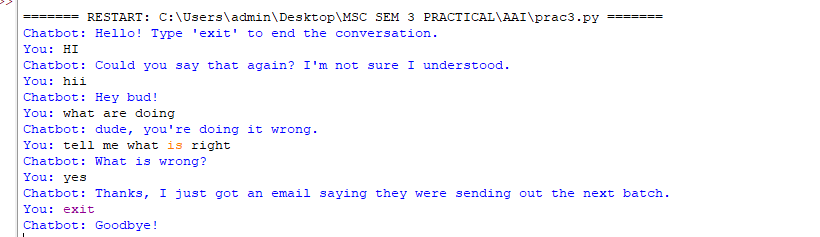 >>
======= RESTART: C:\Users\admin\Desktop\MSC SEM 3 PRACTICAL\AAI\prac3.py =======
Chatbot: Hello! Type 'exit' to end the conversation.
You: HI
Chatbot: Could you say that again? I'm not sure I understood.
You: hii
Chatbot: Hey bud!
You: what are doing
Chatbot: dude, you're doing it wrong.
You: tell me what is right
Chatbot: What is wrong?
You: yes
Chatbot: Thanks, I just got an email saying they were sending out the next batch.
You: exit
Chatbot: Goodbye!